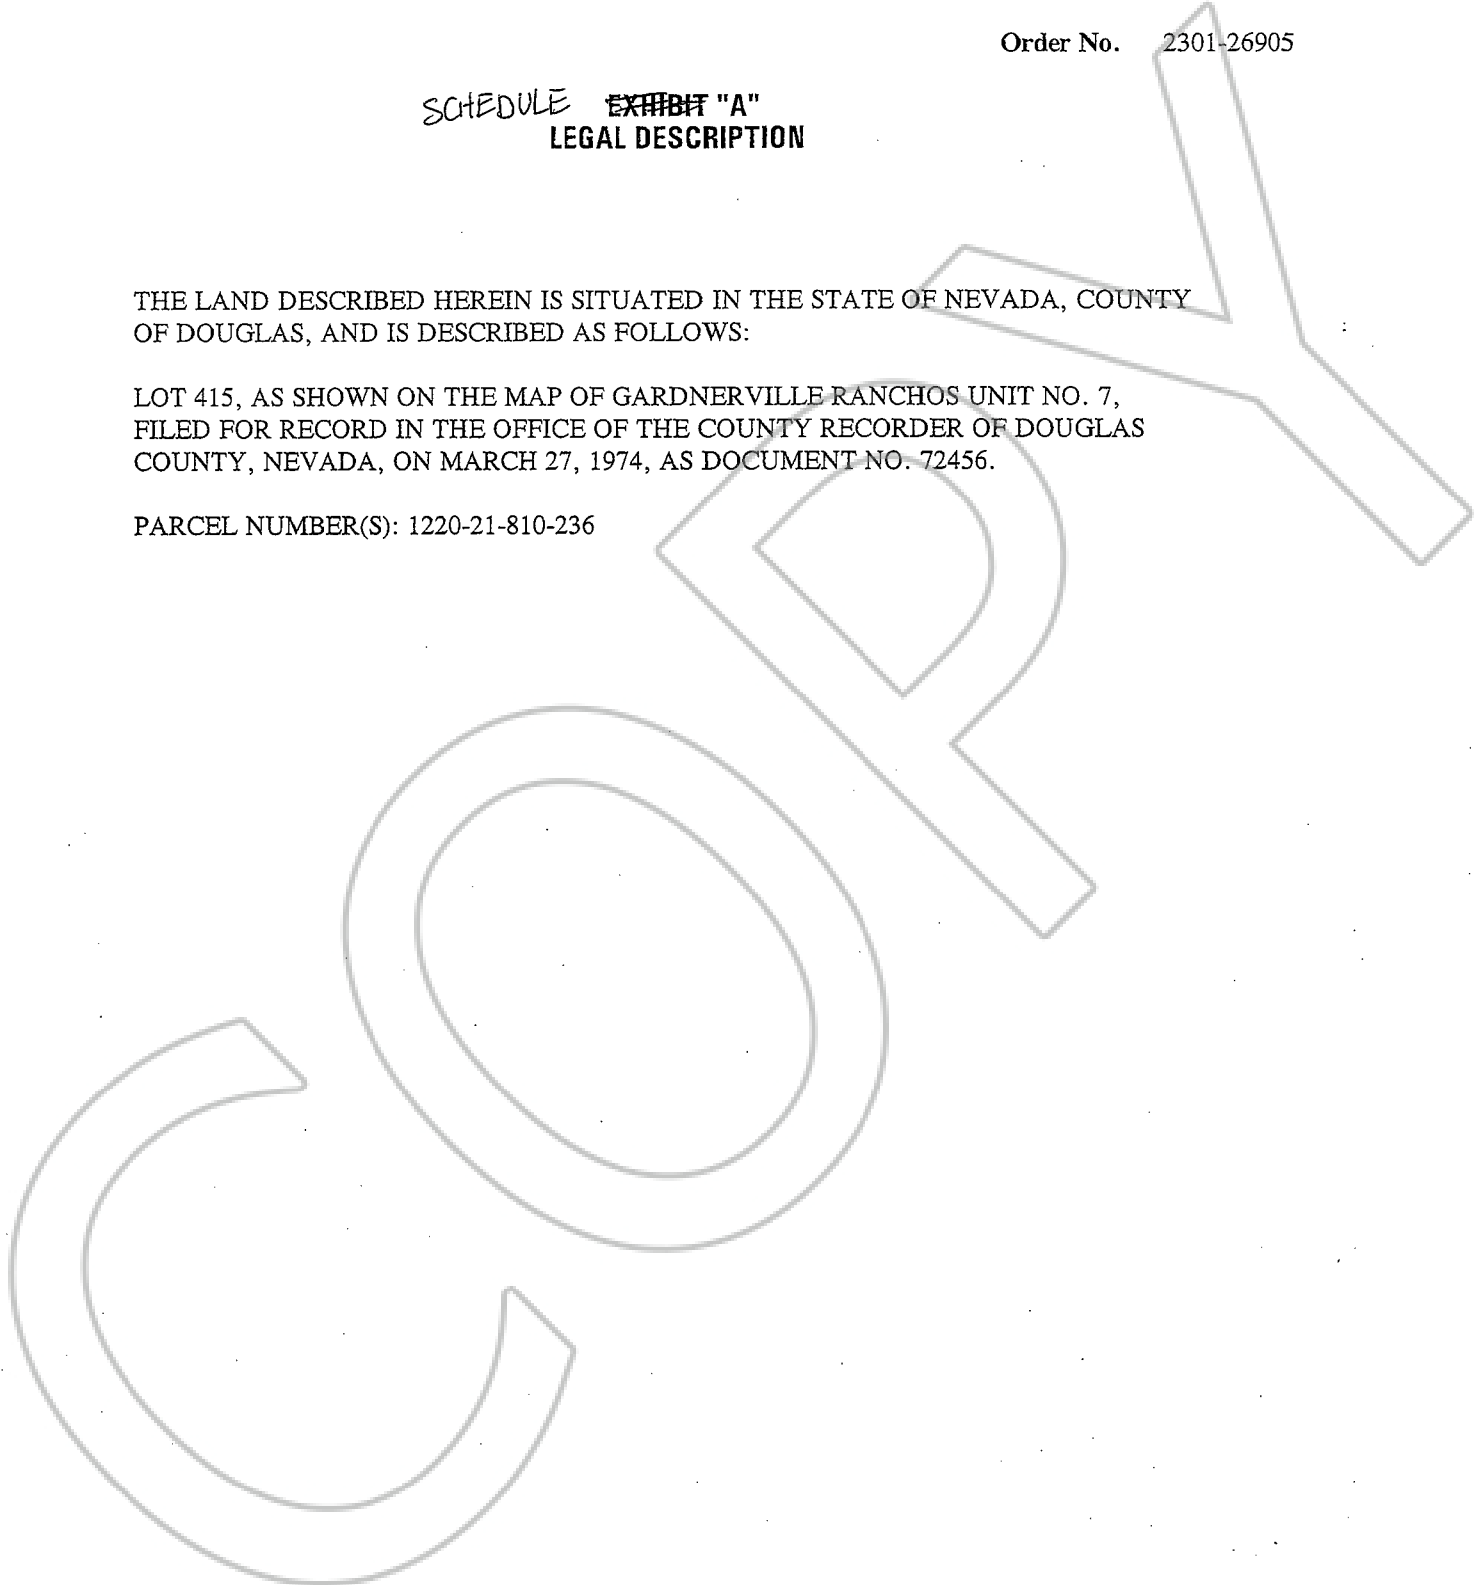 Order No. 2301-26905
SCHEDULE EXHIBIT "A"
LEGAL DESCRIPTION
THE LAND DESCRIBED HEREIN IS SITUATED IN THE STATE OF NEVADA, COUNTY
OF DOUGLAS, AND IS DESCRIBED AS FOLLOWS:
LOT 415, AS SHOWN ON THE MAP OF GARDNERVILLE RANCHOS UNIT NO. 7,
FILED FOR RECORD IN THE OFFICE OF THE COUNTY RECORDER OF DOUGLAS
COUNTY, NEVADA, ON MARCH 27, 1974, AS DOCUMENT NO. 72456.
PARCEL NUMBER(S): 1220-21-810-236
COPY